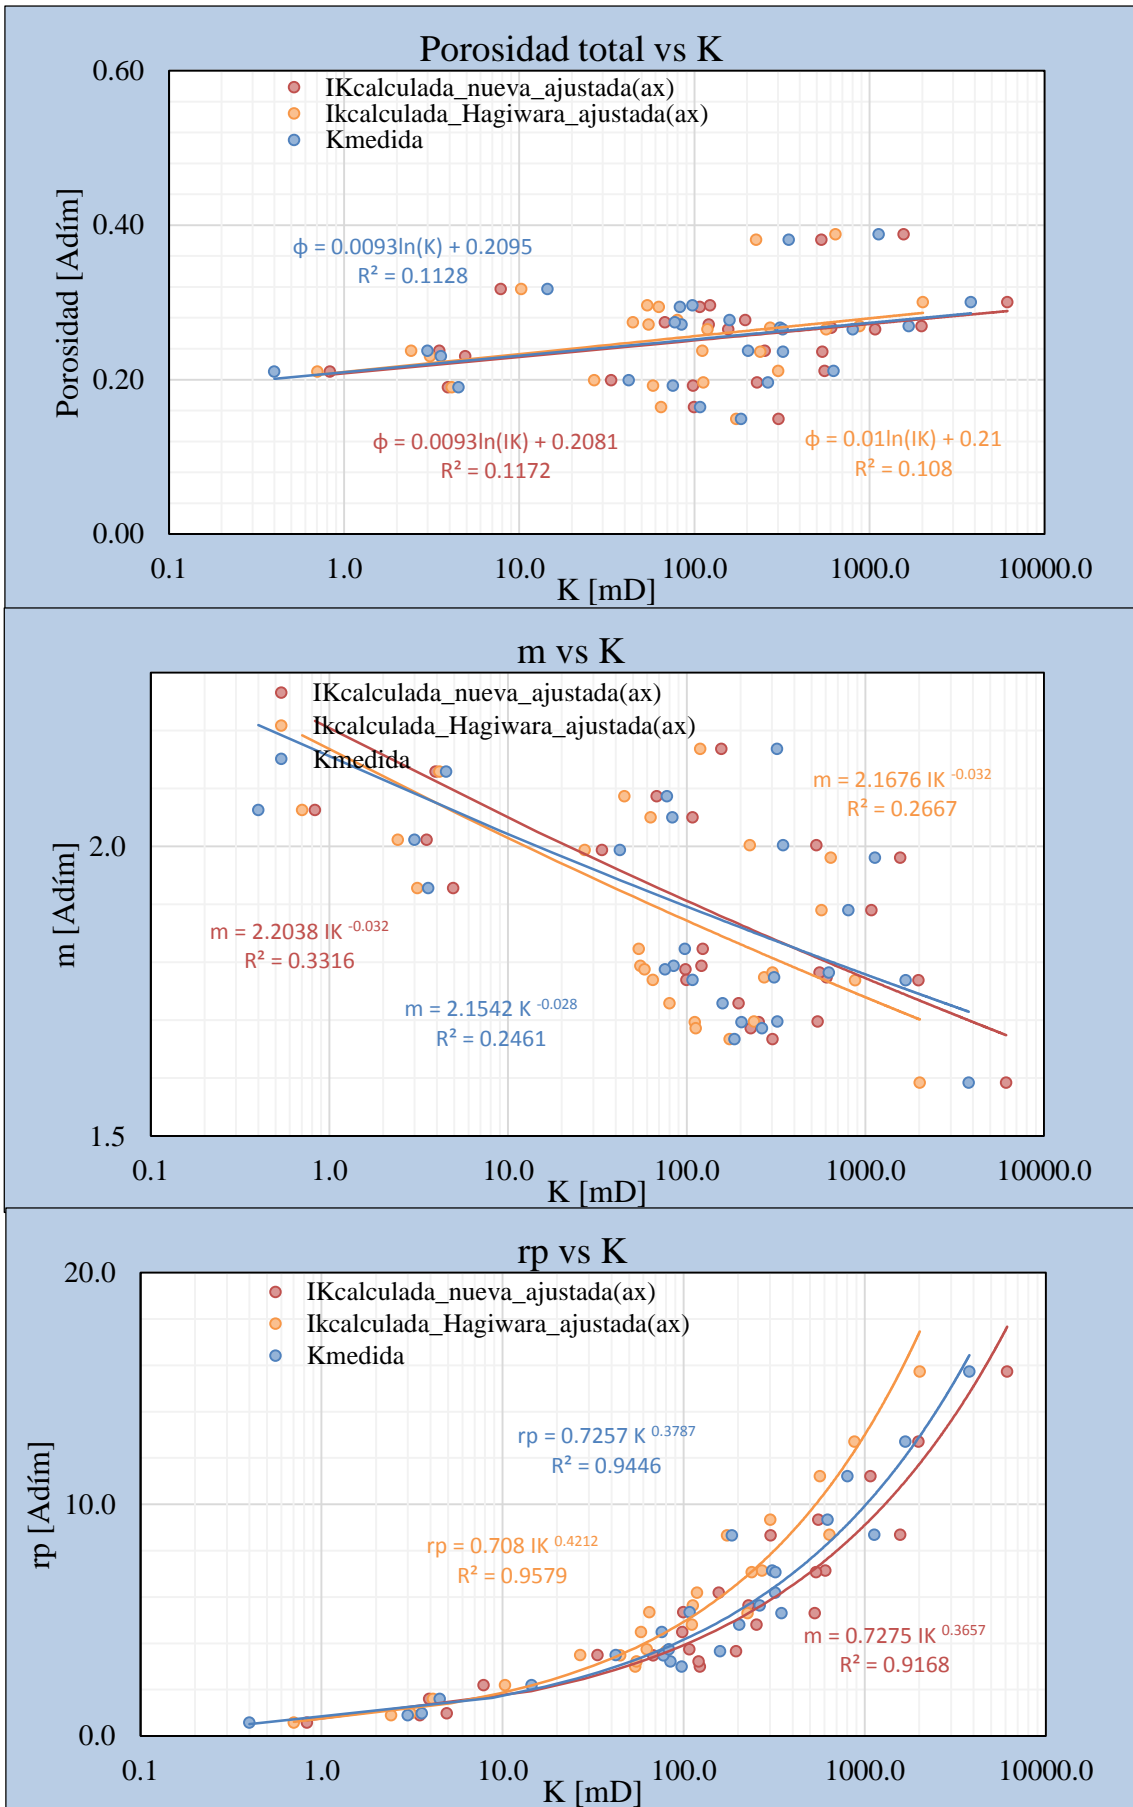 Porosidad total vs K
0.60
0.40
0.20
0.00
Porosidad [Adím]
IKcalculada_nueva_ajustada(ax)
Ikcalculada_Hagiwara_ajustada(ax)
Kmedida
ϕ = 0.0093ln(K) + 0.2095
R² = 0.1128
ϕ = 0.0093ln(IK) + 0.2081
R² = 0.1172
ϕ = 0.01ln(IK) + 0.21
R² = 0.108
0.1 1.0 10.0 100.0 1000.0 10000.0
K [mD]
m vs K
2.0
1.5
m [Adím]
IKcalculada_nueva_ajustada(ax)
Ikcalculada_Hagiwara_ajustada(ax)
Kmedida
m = 2.1676 IK ⁻⁰·⁰³²
R² = 0.2667
m = 2.2038 IK ⁻⁰·⁰³²
R² = 0.3316
m = 2.1542 K ⁻⁰·⁰²⁸
R² = 0.2461
0.1 1.0 10.0 100.0 1000.0 10000.0
K [mD]
rp vs K
20.0
10.0
0.0
rp [Adím]
IKcalculada_nueva_ajustada(ax)
Ikcalculada_Hagiwara_ajustada(ax)
Kmedida
rp = 0.7257 K ⁰·³⁷⁸⁷
R² = 0.9446
rp = 0.708 IK ⁰·⁴²¹²
R² = 0.9579
m = 0.7275 IK ⁰·³⁶⁵⁷
R² = 0.9168
0.1 1.0 10.0 100.0 1000.0 10000.0
K [mD]